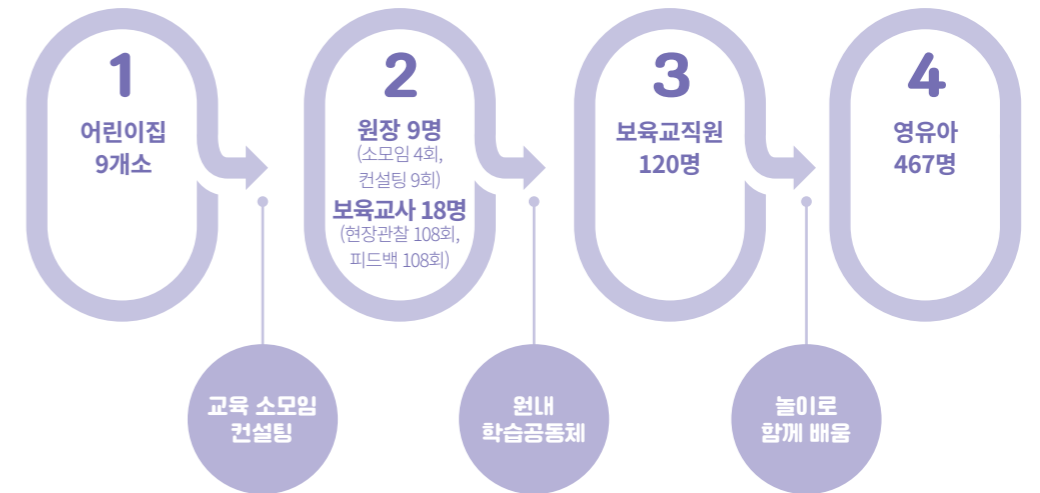 1
어린이집
9개소
2
원장 9명
(소모임 4회,
컨설팅 9회)
보육교사 18명
(현장관찰 108회,
피드백 108회)
3
보육교직원
120명
4
영유아
467명
교육 소모임
컨설팅
원내
학습공동체
놀이로
함께 배움